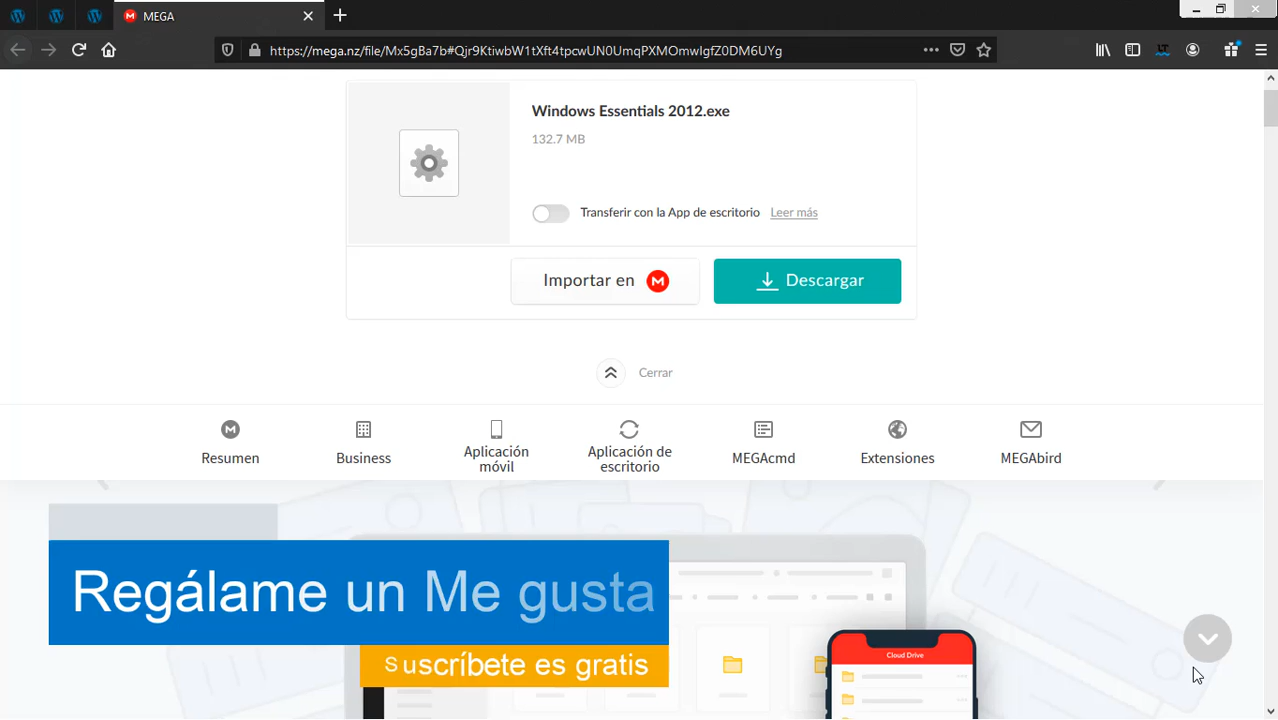 MEGA
https://mega.nz/file/Mx5gBa7b#Qjr9KtiwbW1tXft4tpcwUN0UmqPXMOmwIgfZ0DM6UYg
Windows Essentials 2012.exe
132.7 MB
Transferir con la App de escritorio Leer más
Importar en M
Descargar
Cerrar
Resumen
Business
Aplicación
móvil
Aplicación de
escritorio
MEGAcmd
Extensiones
MEGAbird
Regálame un Me gusta
Suscríbete es gratis
Cloud Drive